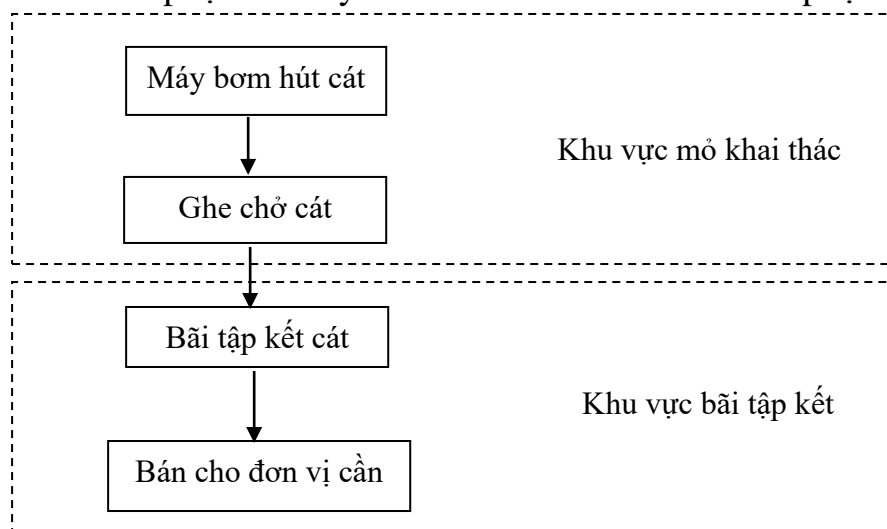 Máy bơm hút cát
Khu vực mỏ khai thác
Ghe chở cát
Bãi tập kết cát
Khu vực bãi tập kết
Bán cho đơn vị cần